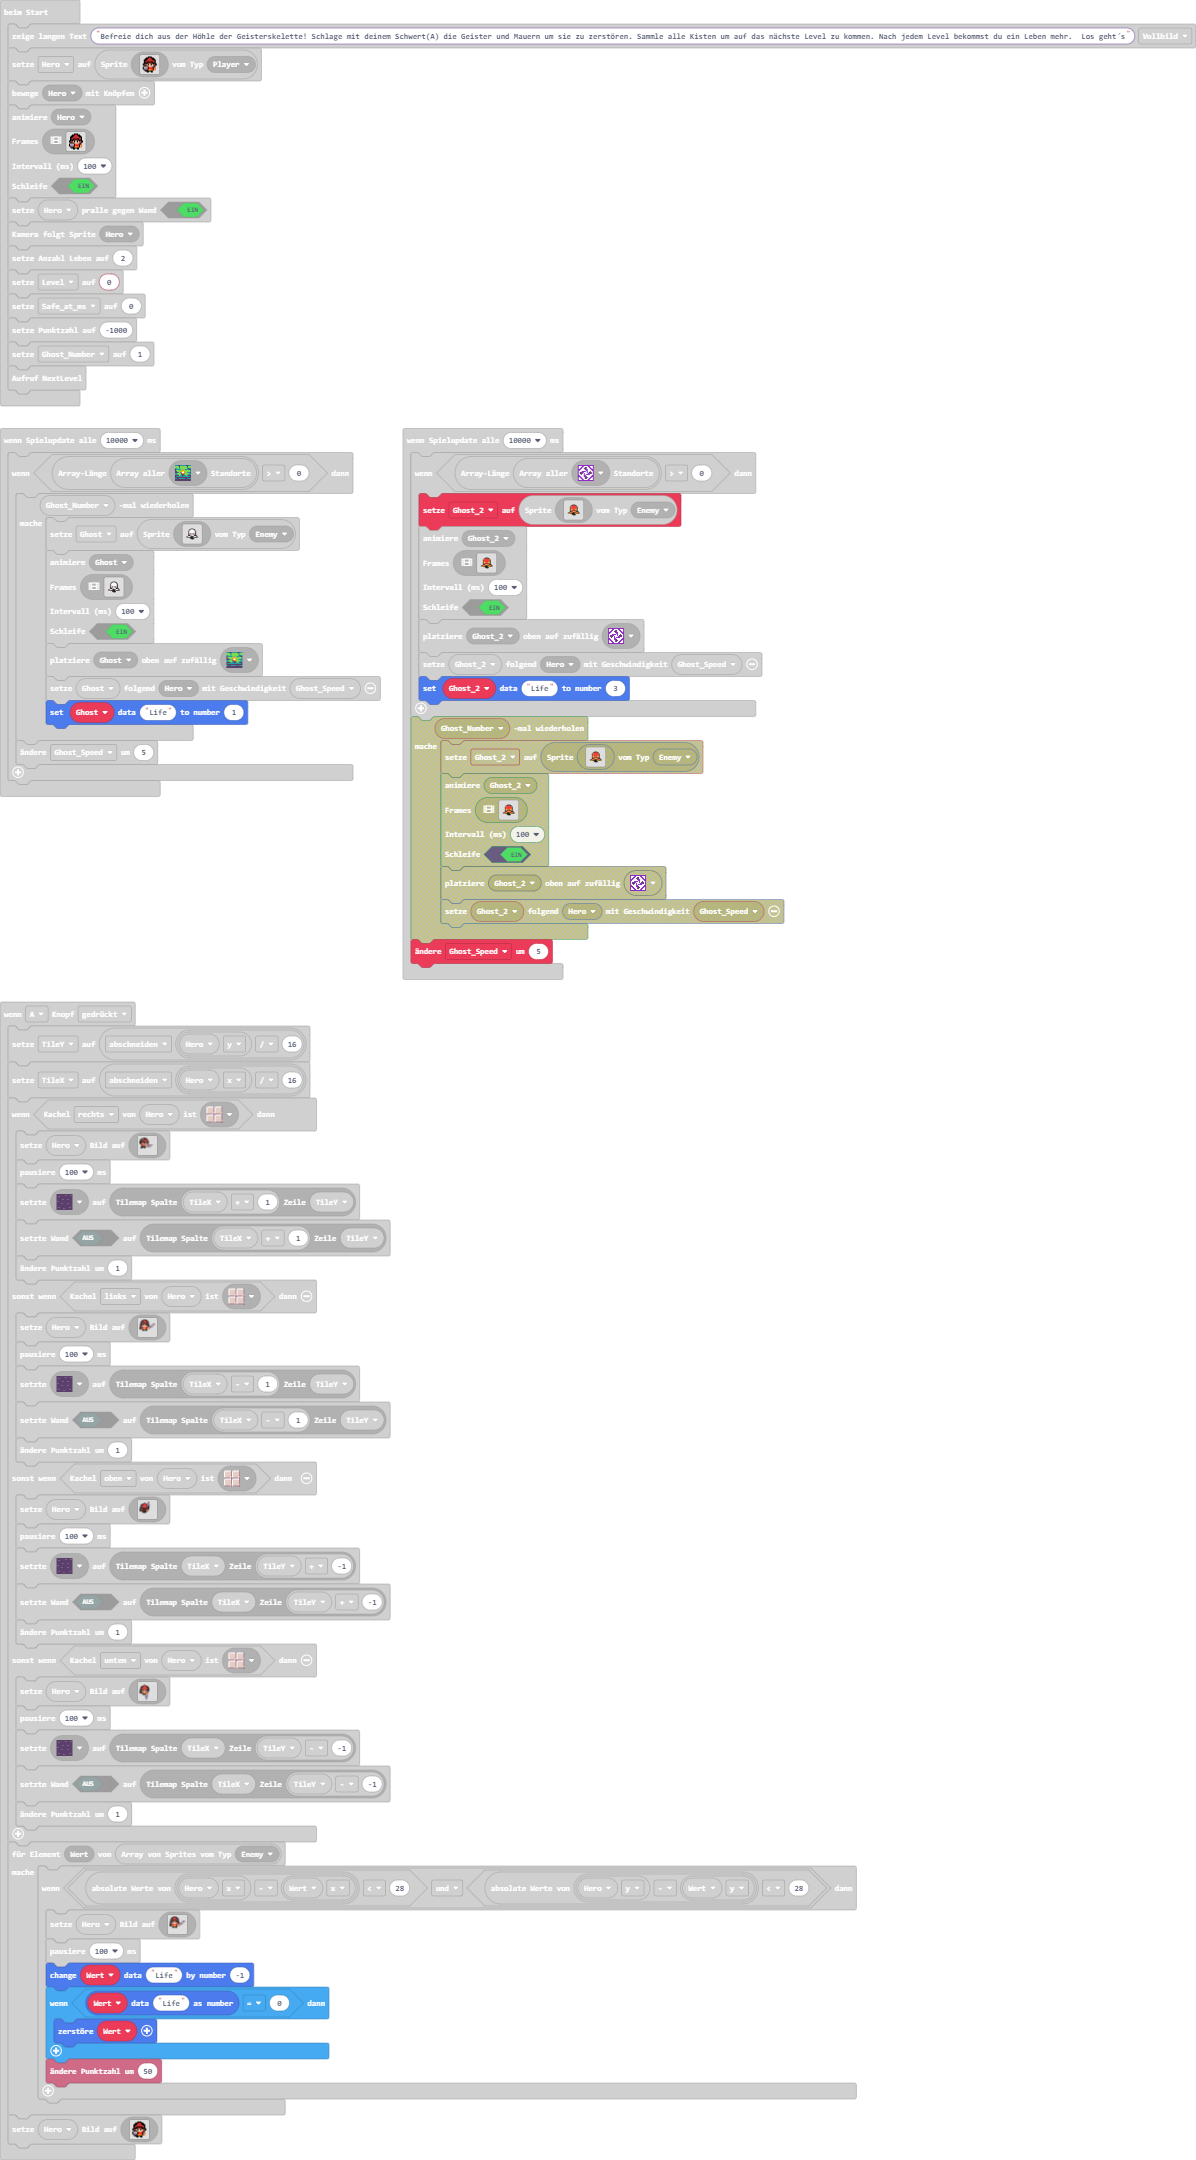 beim Start
zeige langen Text "Befreie dich aus der Höhle der Geisterskelette! Schlage mit deinem Schwert(A) die Geister und Mauern um sie zu zerstören. Sammle alle Kisten um auf das nächste Level zu kommen. Nach jedem Level bekommst du ein Leben mehr. Los geht´s" Vollbild
setze Hero auf Sprite vom Typ Player
bewege Hero mit Knöpfen
animiere Hero
Frames
Intervall (ms) 100
Schleife EIN
setze Hero pralle gegen Wand EIN
Kamera folgt Sprite Hero
setze Anzahl Leben auf 2
setze Level auf 0
setze Safe_at_ms auf 0
setze Punktzahl auf -1000
setze Ghost_Number auf 1
Aufruf NextLevel
wenn Spielupdate alle 10000 ms
wenn Array-Länge Array aller Standorte > 0 dann
Ghost_Number -mal wiederholen
mache
setze Ghost auf Sprite vom Typ Enemy
animiere Ghost
Frames
Intervall (ms) 100
Schleife EIN
platziere Ghost oben auf zufällig
setze Ghost folgend Hero mit Geschwindigkeit Ghost_Speed
set Ghost data "Life" to number 1
ändere Ghost_Speed um 5
wenn Spielupdate alle 10000 ms
wenn Array-Länge Array aller Standorte > 0 dann
setze Ghost_2 auf Sprite vom Typ Enemy
animiere Ghost_2
Frames
Intervall (ms) 100
Schleife EIN
platziere Ghost_2 oben auf zufällig
setze Ghost_2 folgend Hero mit Geschwindigkeit Ghost_Speed
set Ghost_2 data "Life" to number 3
Ghost_Number -mal wiederholen
mache
setze Ghost_2 auf Sprite vom Typ Enemy
animiere Ghost_2
Frames
Intervall (ms) 100
Schleife EIN
platziere Ghost_2 oben auf zufällig
setze Ghost_2 folgend Hero mit Geschwindigkeit Ghost_Speed
ändere Ghost_Speed um 5
wenn A Knopf gedrückt
setze TileY auf abschneiden Hero y / 16
setze TileX auf abschneiden Hero x / 16
wenn Kachel rechts von Hero ist dann
setze Hero Bild auf
pausiere 100 ms
setzte auf Tilemap Spalte TileX + 1 Zeile TileY
setzte Wand AUS auf Tilemap Spalte TileX + 1 Zeile TileY
ändere Punktzahl um 1
sonst wenn Kachel links von Hero ist dann
setze Hero Bild auf
pausiere 100 ms
setzte auf Tilemap Spalte TileX - 1 Zeile TileY
setzte Wand AUS auf Tilemap Spalte TileX - 1 Zeile TileY
ändere Punktzahl um 1
sonst wenn Kachel oben von Hero ist dann
setze Hero Bild auf
pausiere 100 ms
setzte auf Tilemap Spalte TileX Zeile TileY + -1
setzte Wand AUS auf Tilemap Spalte TileX Zeile TileY + -1
ändere Punktzahl um 1
sonst wenn Kachel unten von Hero ist dann
setze Hero Bild auf
pausiere 100 ms
setzte auf Tilemap Spalte TileX Zeile TileY - -1
setzte Wand AUS auf Tilemap Spalte TileX Zeile TileY - -1
ändere Punktzahl um 1
für Element Wert von Array von Sprites vom Typ Enemy
mache
wenn absolute Werte von Hero x - Wert x < 28 und absolute Werte von Hero y - Wert y < 28 dann
setze Hero Bild auf
pausiere 100 ms
change Wert data "Life" by number -1
wenn Wert data "Life" as number = 0 dann
zerstöre Wert
ändere Punktzahl um 50
setze Hero Bild auf